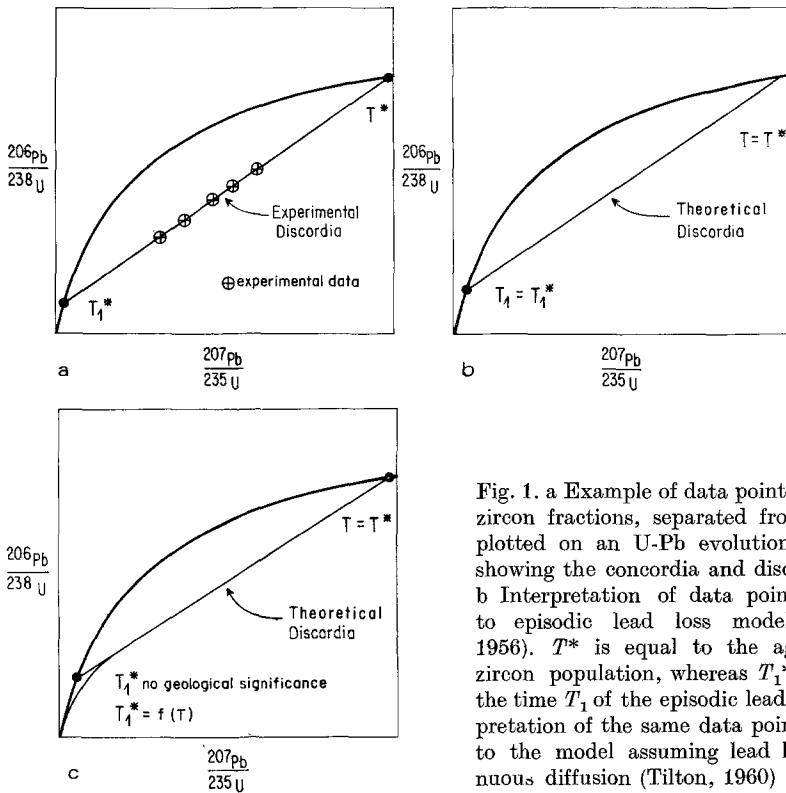 206Pb
238U
T*
Experimental
Discordia
⊕ experimental data
T1*
a
207Pb
235U
206Pb
238U
T = T*
Theoretical
Discordia
T1 = T1*
b
207Pb
235U
206Pb
238U
T = T*
Theoretical
Discordia
T1* no geological significance
T1* = f (T)
c
207Pb
235U
Fig. 1. a Example of data point
zircon fractions, separated fro
plotted on an U-Pb evolution
showing the concordia and disc
b Interpretation of data poin
to episodic lead loss model
1956). T* is equal to the ag
zircon population, whereas T1*
the time T1 of the episodic lead
pretation of the same data poin
to the model assuming lead l
nuous diffusion (Tilton, 1960)